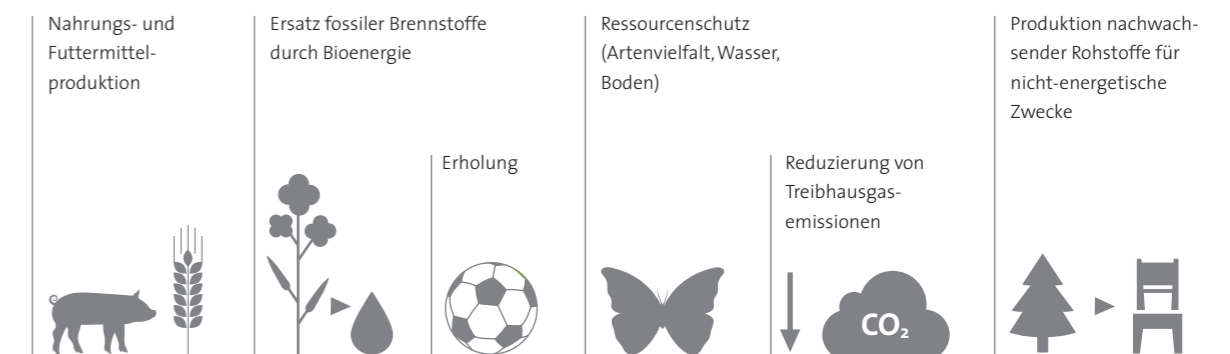 Nahrungs- und
Futtermittel-
produktion
Ersatz fossiler Brennstoffe
durch Bioenergie
Erholung
Ressourcenschutz
(Artenvielfalt, Wasser,
Boden)
Reduzierung von
Treibhausgas-
emissionen
CO₂
Produktion nachwach-
sender Rohstoffe für
nicht-energetische
Zwecke